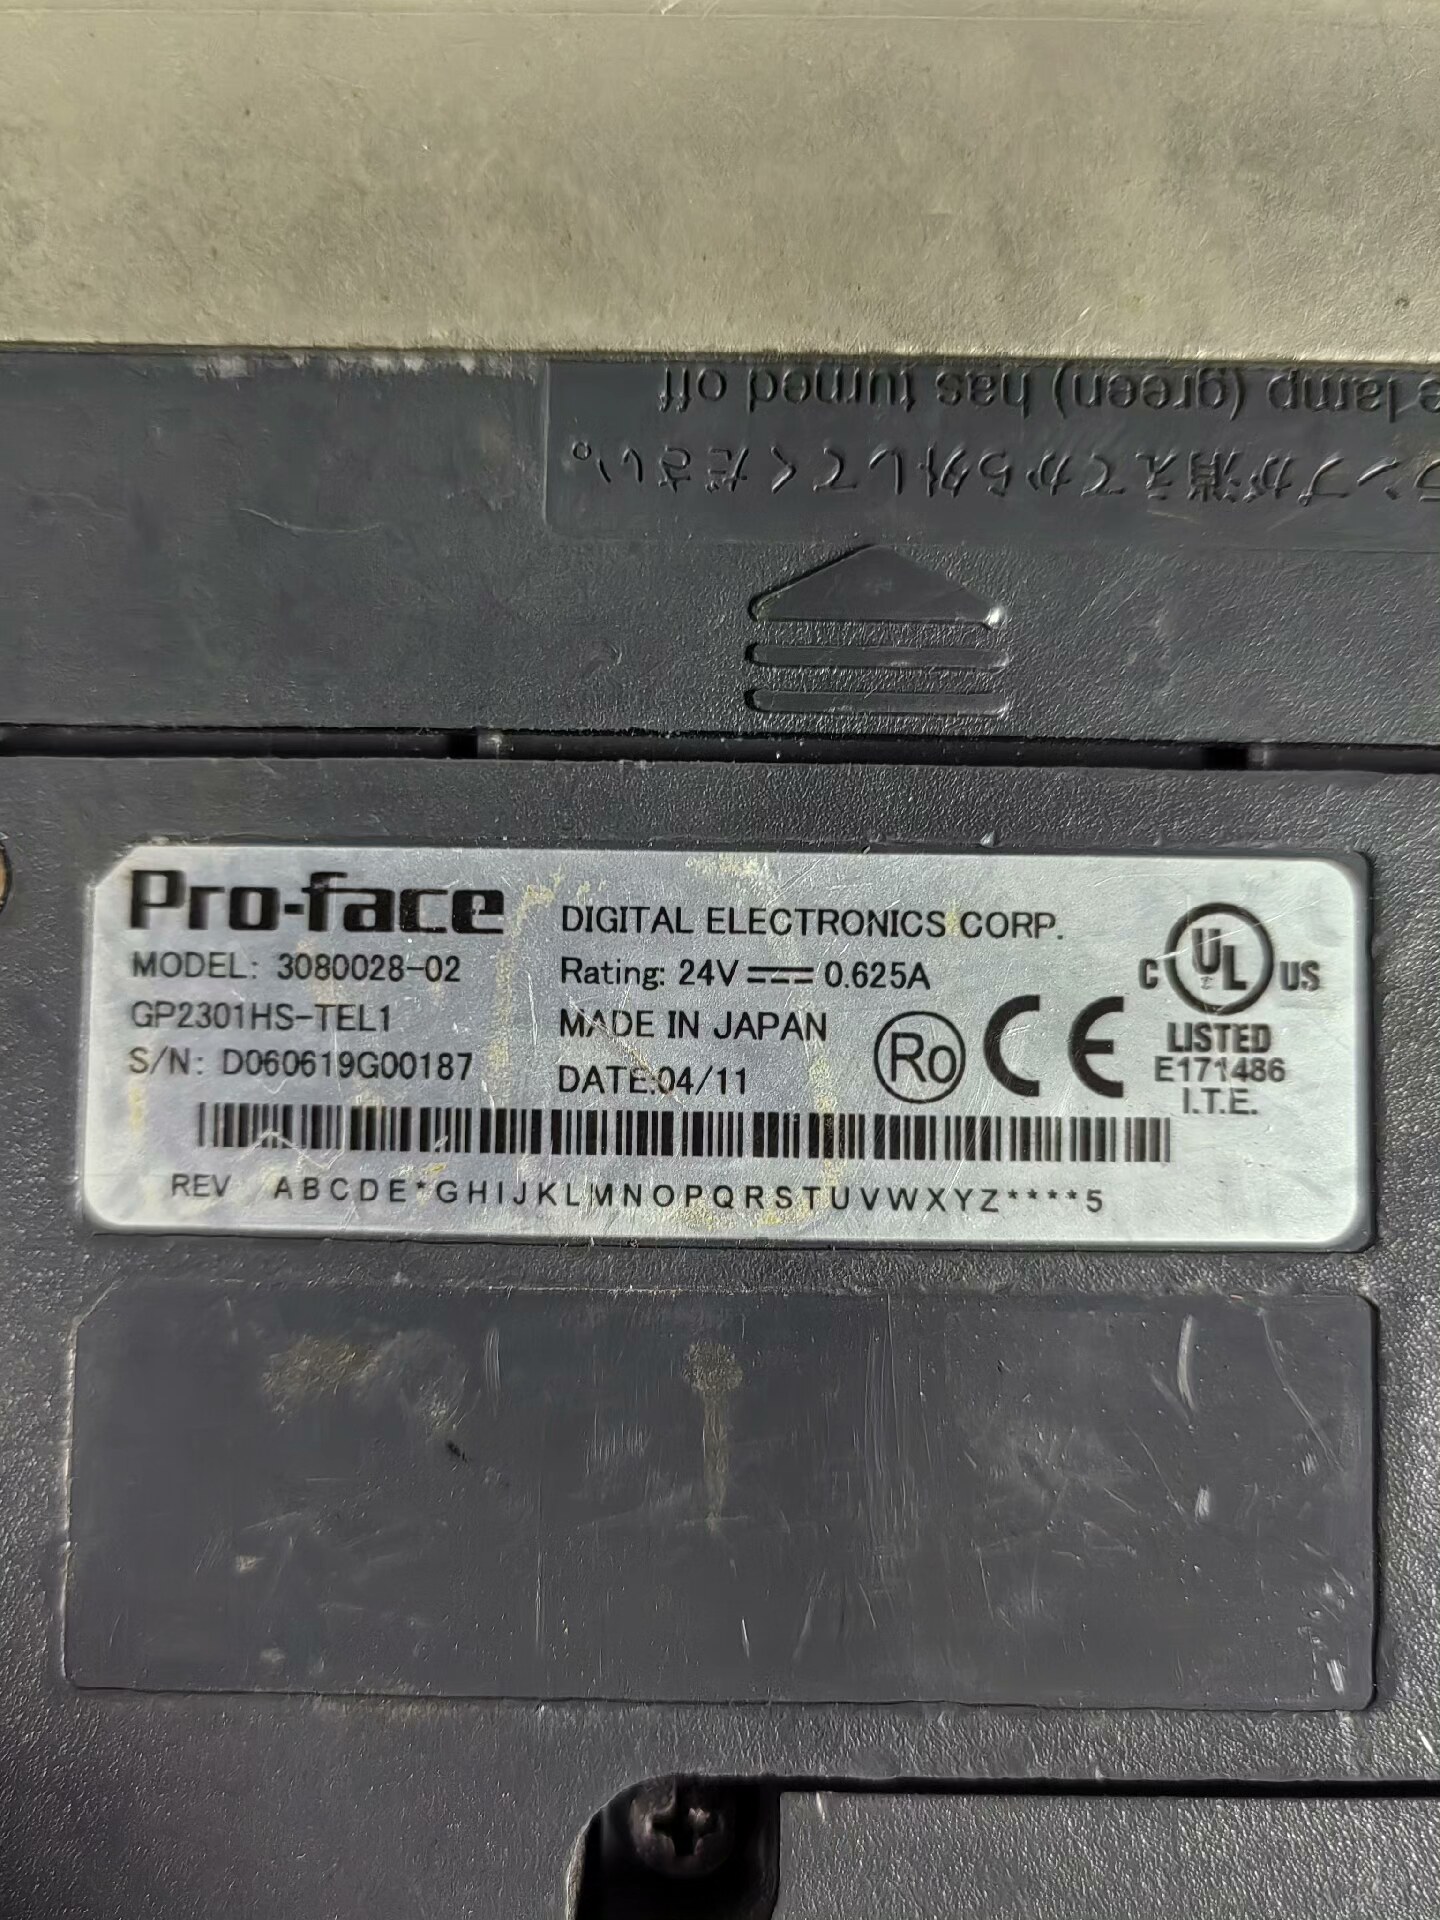 e lamp (green) has turned off
ランプが消えてから外してください。
Pro-face
DIGITAL ELECTRONICS CORP.
MODEL: 3080028-02
Rating: 24V 0.625A
GP2301HS-TEL1
MADE IN JAPAN
S/N: D060619G00187
DATE:04/11
Ro
CE
C UL US
LISTED
E171486
I.T.E.
REV ABCDE*GHIJKLMNOPQRSTUVWXYZ****5